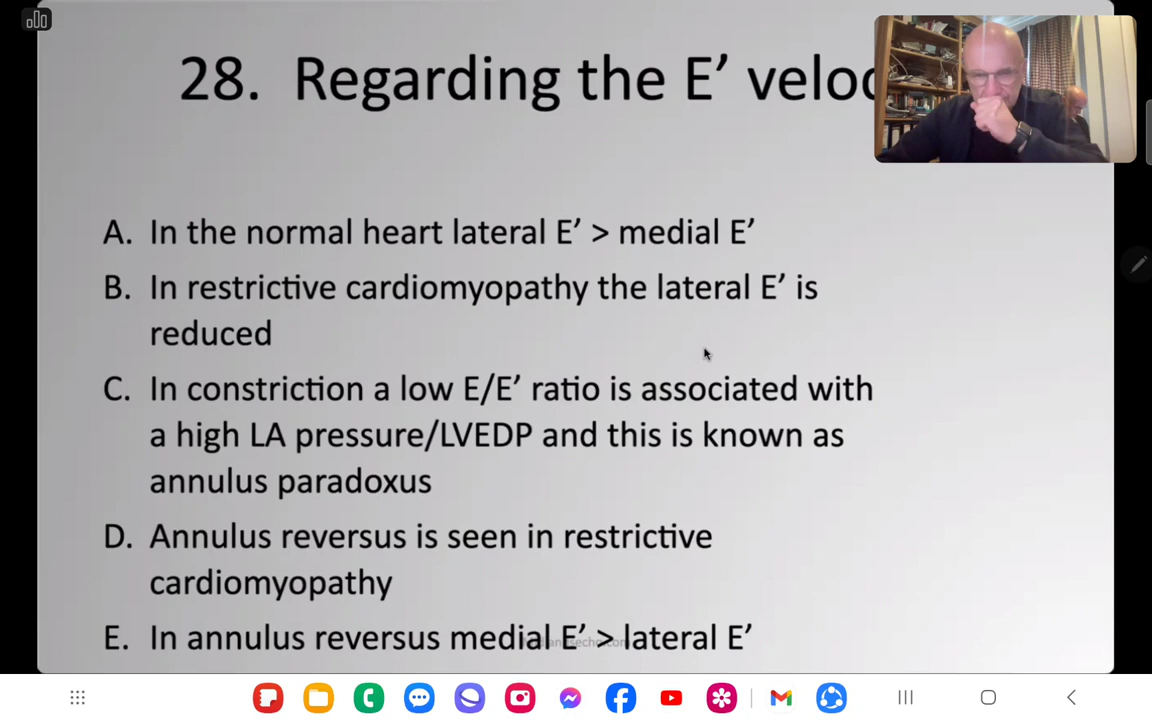 28. Regarding the E’ veloc
A. In the normal heart lateral E’ > medial E’
B. In restrictive cardiomyopathy the lateral E’ is
reduced
C. In constriction a low E/E’ ratio is associated with
a high LA pressure/LVEDP and this is known as
annulus paradoxus
D. Annulus reversus is seen in restrictive
cardiomyopathy
E. In annulus reversus medial E’ > lateral E’